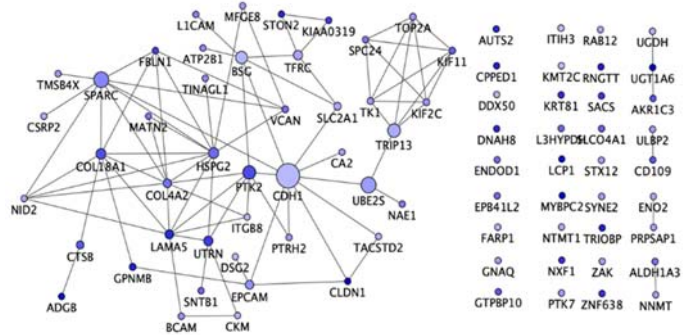 MFGE8
STON2
L1CAM
KIAA0319
TOP2A
SPC24
KIF11
FBLN1
ATP2B1
BSG
TFRC
TMSB4X
SPARC
TINAGL1
VCAN
SLC2A1
TK1
KIF2C
CSRP2
MATN2
TRIP13
COL18A1
HSPG2
CA2
COL4A2
PTK2
CDH1
UBE2S
NID2
ITGB8
NAE1
LAMA5
UTRN
PTRH2
TACSTD2
CTSB
DSG2
GPNMB
EPCAM
CLDN1
SNTB1
ADGB
BCAM
CKM
AUTS2 ITIH3 RAB12 UGDH
CPPED1 KMT2C RNGTT UGT1A6
DDX50 KRT81 SACS AKR1C3
DNAH8 L3HYPDH SLCO4A1 ULBP2
ENDOD1 LCP1 STX12 CD109
EPB41L2 MYBPC2 SYNE2 ENO2
FARP1 NTMT1 TRIOBP PRPSAP1
GNAQ NXF1 ZAK ALDH1A3
GTPBP10 PTK7 ZNF638 NNMT